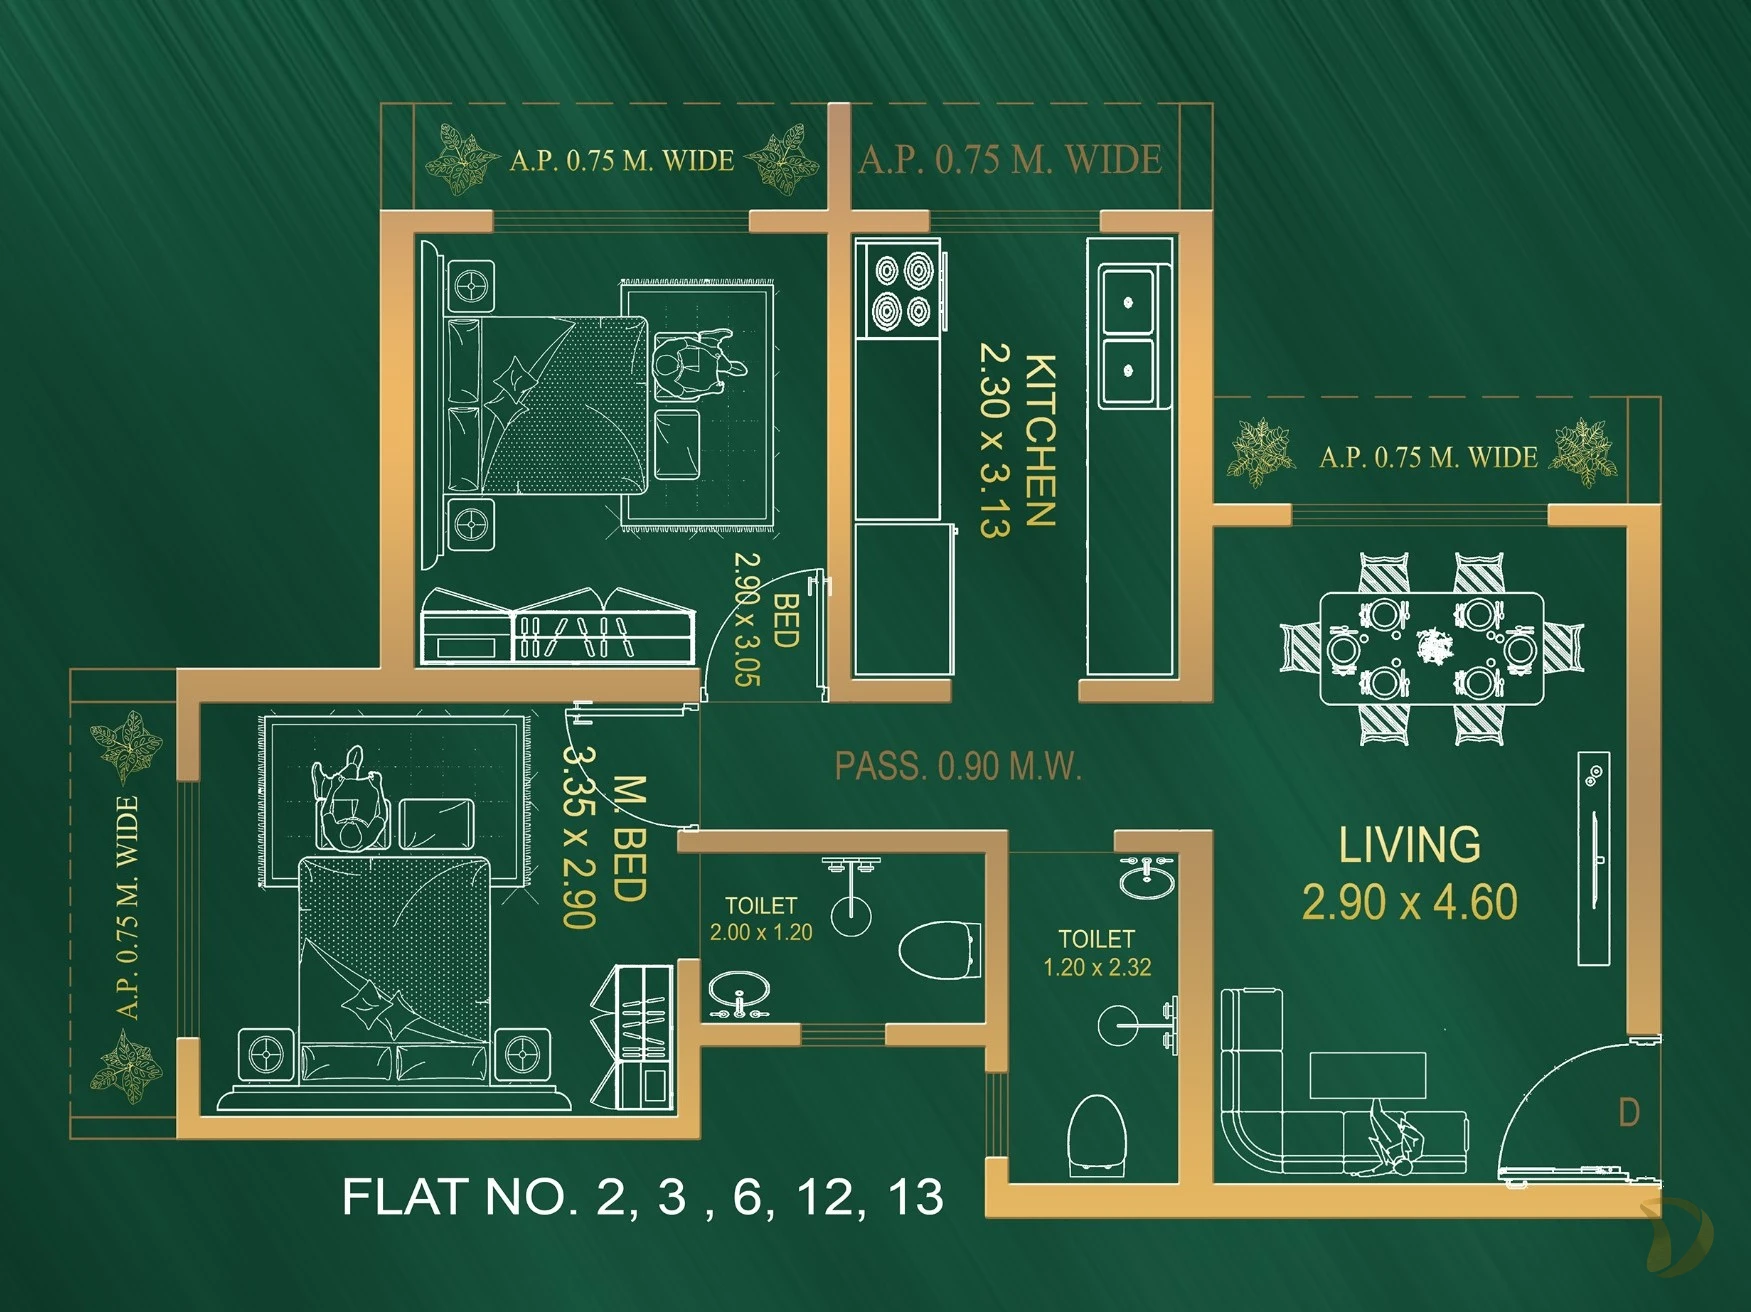 A.P. 0.75 M. WIDE
A.P. 0.75 M. WIDE
KITCHEN
2.30 x 3.13
A.P. 0.75 M. WIDE
BED
2.90 x 3.05
A.P. 0.75 M. WIDE
M. BED
3.35 x 2.90
PASS. 0.90 M.W.
LIVING
2.90 x 4.60
TOILET
2.00 x 1.20
TOILET
1.20 x 2.32
D
FLAT NO. 2, 3 , 6, 12, 13